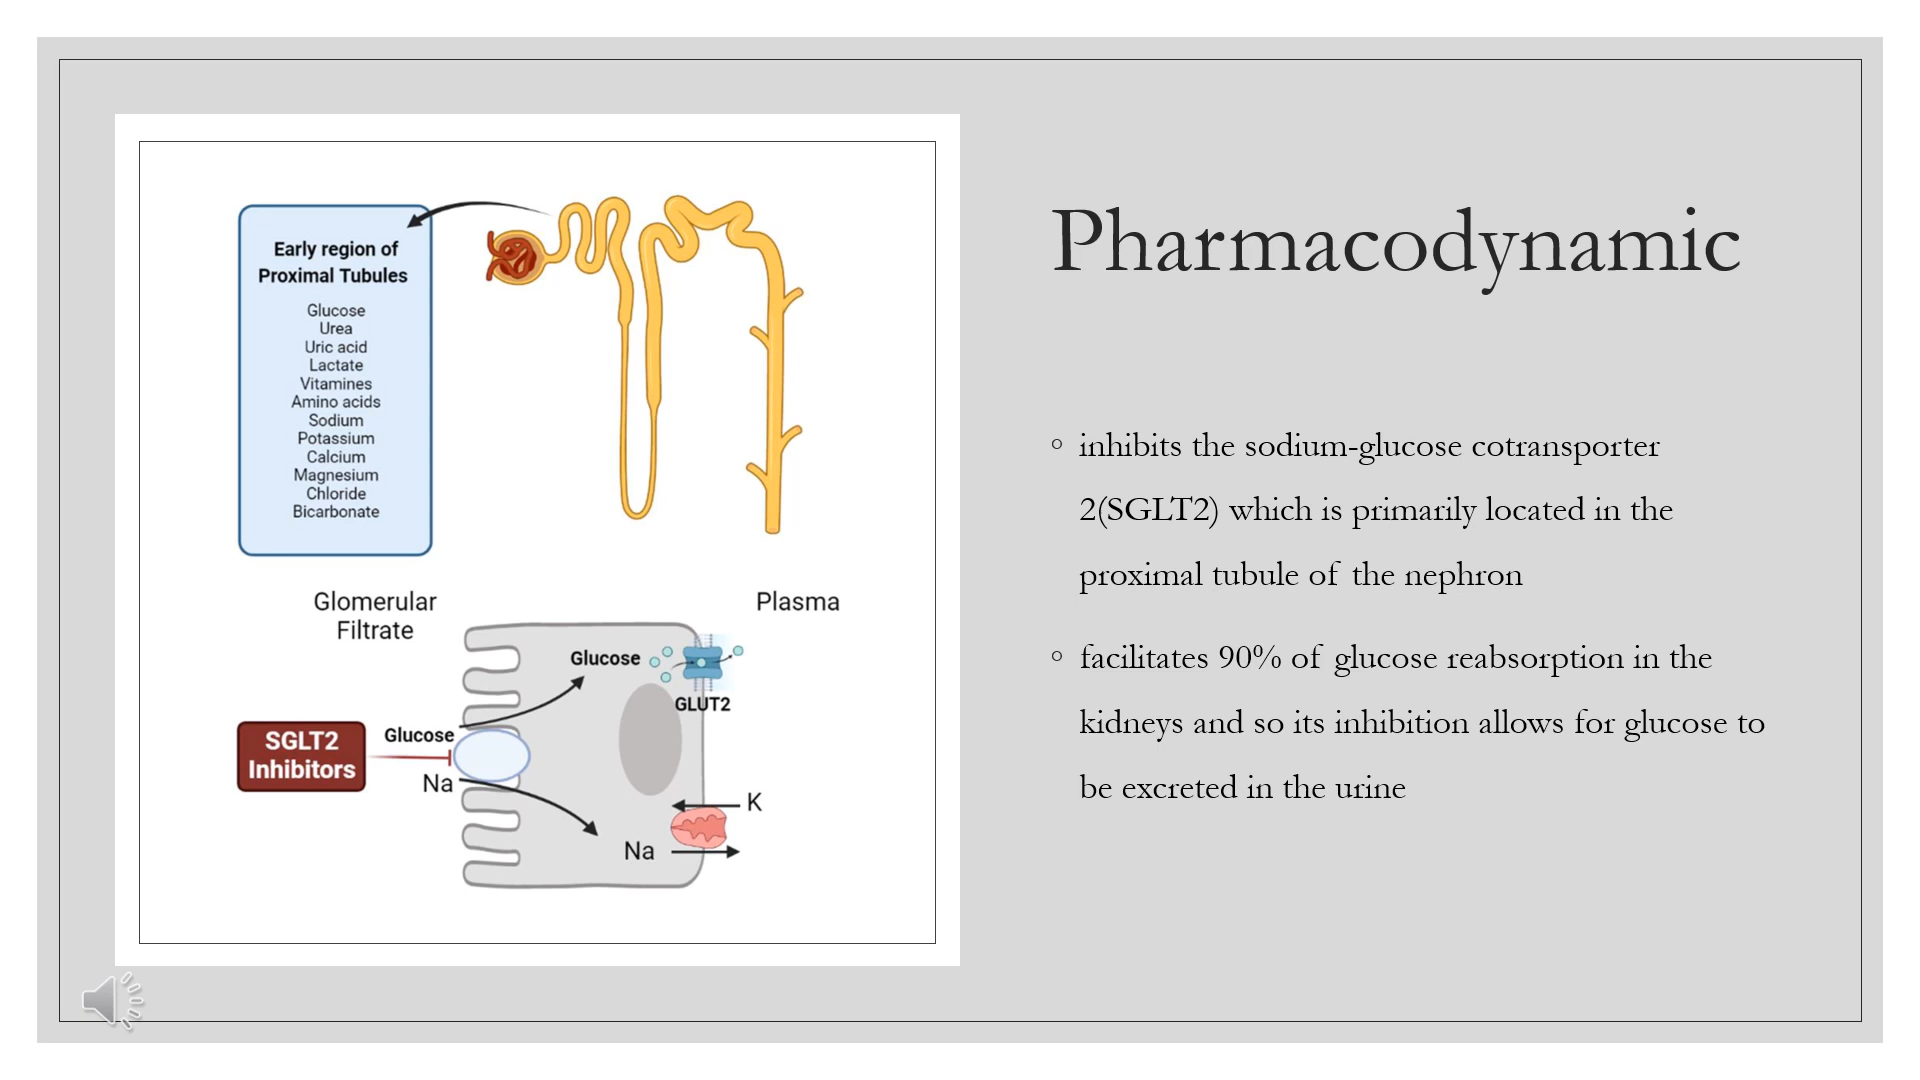 Early region of
Proximal Tubules
Glucose
Urea
Uric acid
Lactate
Vitamines
Amino acids
Sodium
Potassium
Calcium
Magnesium
Chloride
Bicarbonate
Glomerular
Filtrate
Plasma
Glucose
GLUT2
SGLT2
Inhibitors
Glucose
Na
K
Na
Pharmacodynamic
◦ inhibits the sodium-glucose cotransporter
2(SGLT2) which is primarily located in the
proximal tubule of the nephron
◦ facilitates 90% of glucose reabsorption in the
kidneys and so its inhibition allows for glucose to
be excreted in the urine